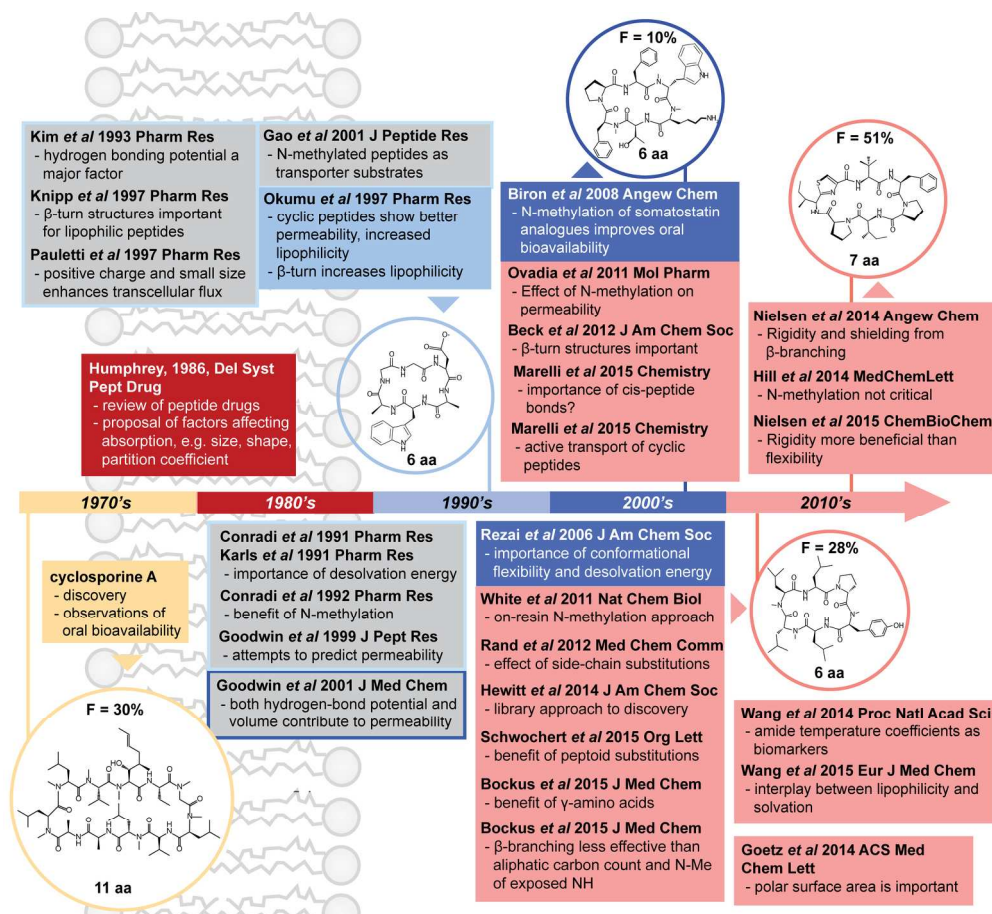 Kim et al 1993 Pharm Res
- hydrogen bonding potential a
major factor
Knipp et al 1997 Pharm Res
- β-turn structures important
for lipophilic peptides
Pauletti et al 1997 Pharm Res
- positive charge and small size
enhances transcellular flux
Gao et al 2001 J Peptide Res
- N-methylated peptides as
transporter substrates
Okumu et al 1997 Pharm Res
- cyclic peptides show better
permeability, increased
lipophilicity
- β-turn increases lipophilicity
F = 10%
6 aa
Biron et al 2008 Angew Chem
- N-methylation of somatostatin
analogues improves oral
bioavailability
Ovadia et al 2011 Mol Pharm
- Effect of N-methylation on
permeability
Beck et al 2012 J Am Chem Soc
- β-turn structures important
Marelli et al 2015 Chemistry
- importance of cis-peptide
bonds?
Marelli et al 2015 Chemistry
- active transport of cyclic
peptides
F = 51%
7 aa
Nielsen et al 2014 Angew Chem
- Rigidity and shielding from
β-branching
Hill et al 2014 MedChemLett
- N-methylation not critical
Nielsen et al 2015 ChemBioChem
- Rigidity more beneficial than
flexibility
Humphrey, 1986, Del Syst
Pept Drug
- review of peptide drugs
- proposal of factors affecting
absorption, e.g. size, shape,
partition coefficient
6 aa
1970's 1980's 1990's 2000's 2010's
cyclosporine A
- discovery
- observations of
oral bioavailability
F = 30%
11 aa
Conradi et al 1991 Pharm Res
Karls et al 1991 Pharm Res
- importance of desolvation energy
Conradi et al 1992 Pharm Res
- benefit of N-methylation
Goodwin et al 1999 J Pept Res
- attempts to predict permeability
Goodwin et al 2001 J Med Chem
- both hydrogen-bond potential and
volume contribute to permeability
Rezai et al 2006 J Am Chem Soc
- importance of conformational
flexibility and desolvation energy
White et al 2011 Nat Chem Biol
- on-resin N-methylation approach
Rand et al 2012 Med Chem Comm
- effect of side-chain substitutions
Hewitt et al 2014 J Am Chem Soc
- library approach to discovery
Schwochert et al 2015 Org Lett
- benefit of peptoid substitutions
Bockus et al 2015 J Med Chem
- benefit of γ-amino acids
Bockus et al 2015 J Med Chem
- β-branching less effective than
aliphatic carbon count and N-Me
of exposed NH
F = 28%
6 aa
Wang et al 2014 Proc Natl Acad Sci
- amide temperature coefficients as
biomarkers
Wang et al 2015 Eur J Med Chem
- interplay between lipophilicity and
solvation
Goetz et al 2014 ACS Med
Chem Lett
- polar surface area is important